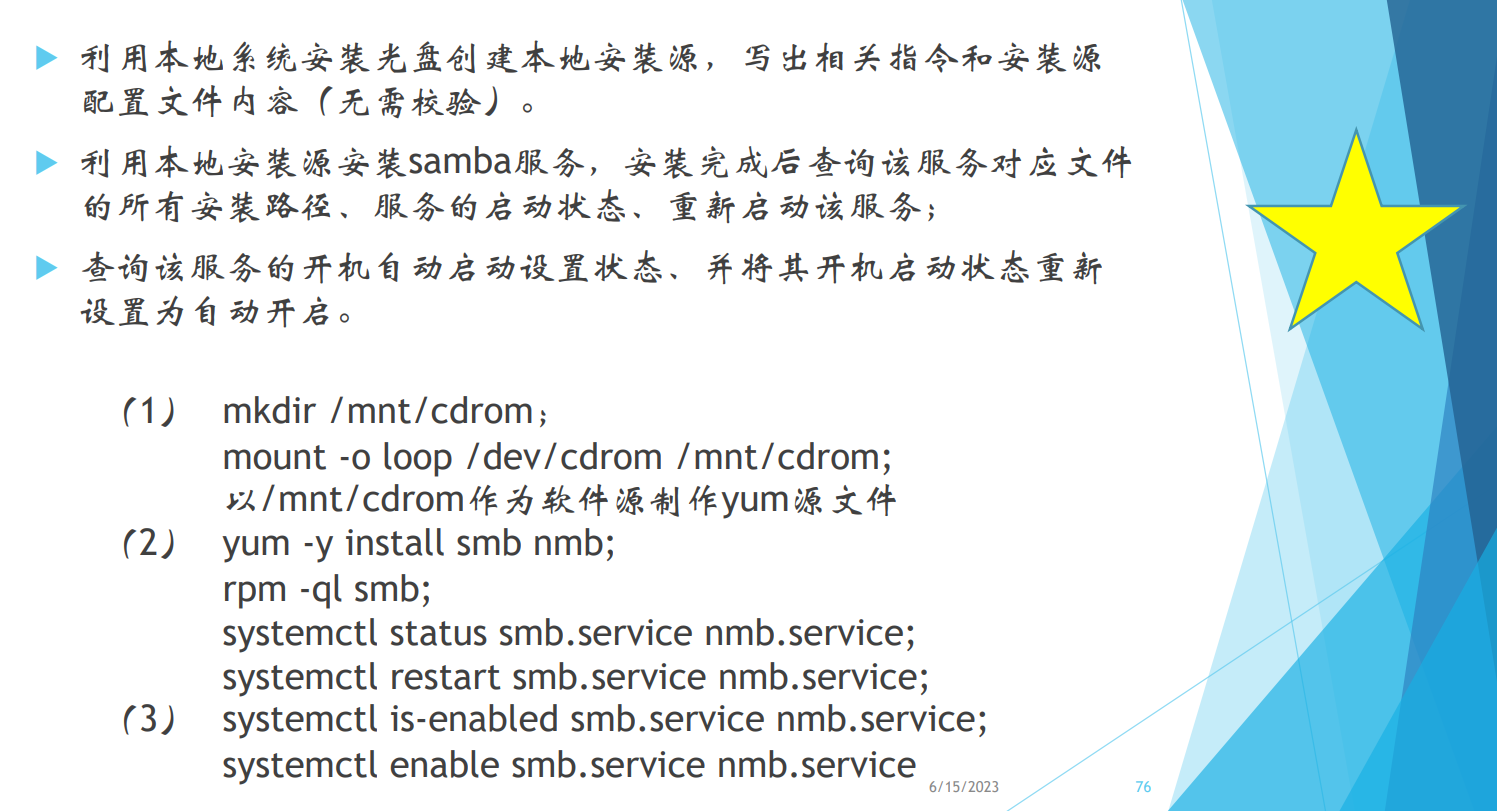 利用本地系统安装光盘创建本地安装源，写出相关指令和安装源
配置文件内容（无需校验）。
利用本地安装源安装samba服务，安装完成后查询该服务对应文件
的所有安装路径、服务的启动状态、重新启动该服务；
查询该服务的开机自动启动设置状态、并将其开机启动状态重新
设置为自动开启。
（1） mkdir /mnt/cdrom；
mount -o loop /dev/cdrom /mnt/cdrom;
以/mnt/cdrom作为软件源制作yum源文件
（2） yum -y install smb nmb;
rpm -ql smb;
systemctl status smb.service nmb.service;
systemctl restart smb.service nmb.service;
（3） systemctl is-enabled smb.service nmb.service;
systemctl enable smb.service nmb.service
6/15/2023 76